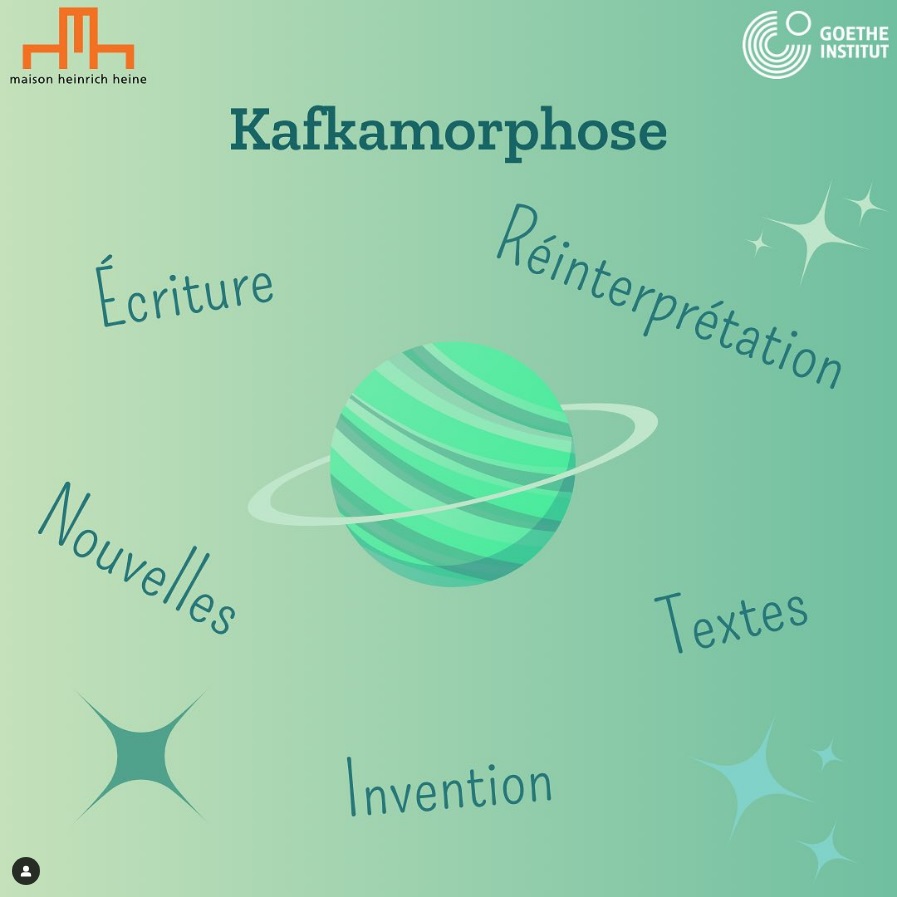 maison heinrich heine
GOETHE
INSTITUT
Kafkamorphose
Réinterprétation
Écriture
Nouvelles
Textes
Invention